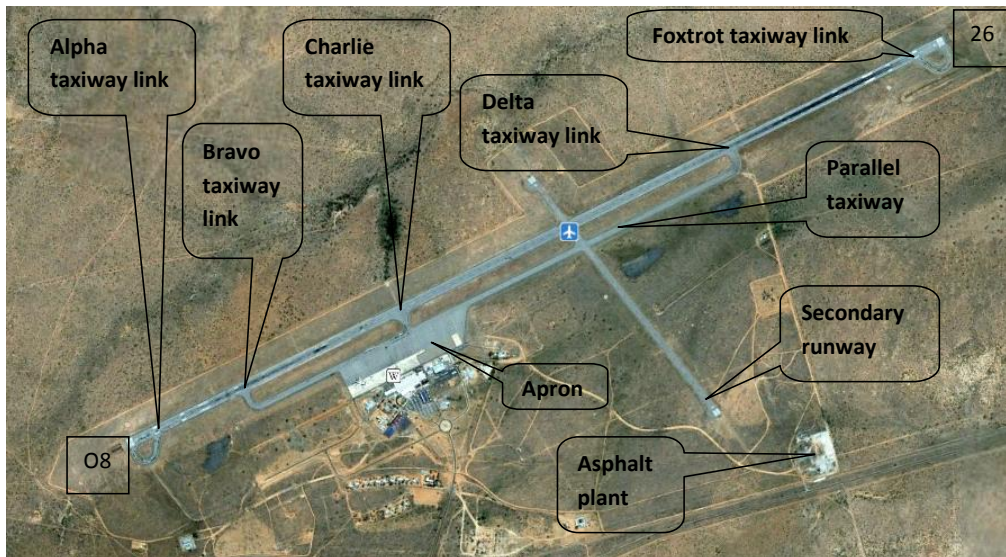 Alpha
taxiway link
Charlie
taxiway link
Foxtrot taxiway link
26
Delta
taxiway link
Bravo
taxiway
link
Parallel
taxiway
Secondary
runway
W
Apron
O8
Asphalt
plant